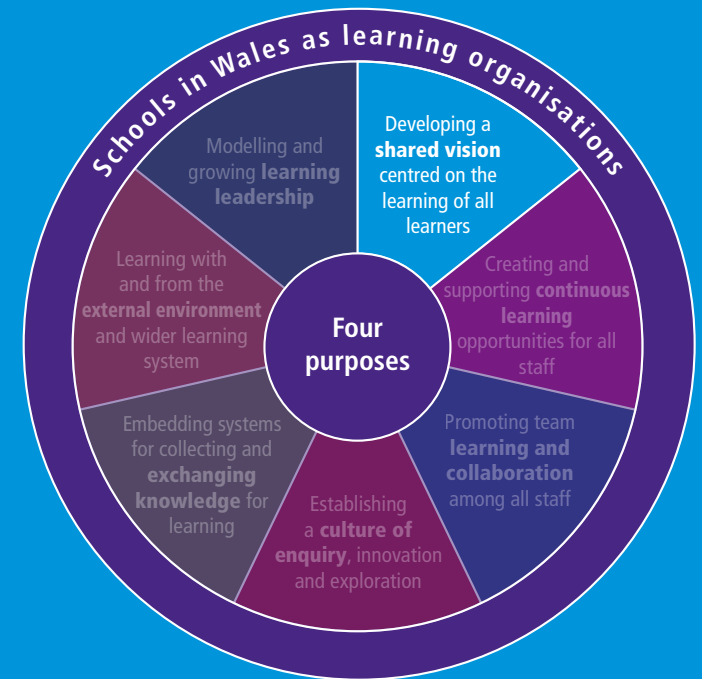 Schools in Wales as learning organisations
Developing a
shared vision
centred on the
learning of all
learners
Creating and
supporting continuous
learning
opportunities for all
staff
Promoting team
learning and
collaboration
among all staff
Establishing
a culture of
enquiry, innovation
and exploration
Embedding systems
for collecting and
exchanging
knowledge for
learning
Learning with
and from the
external environment
and wider learning
system
Modelling and
growing learning
leadership
Four
purposes